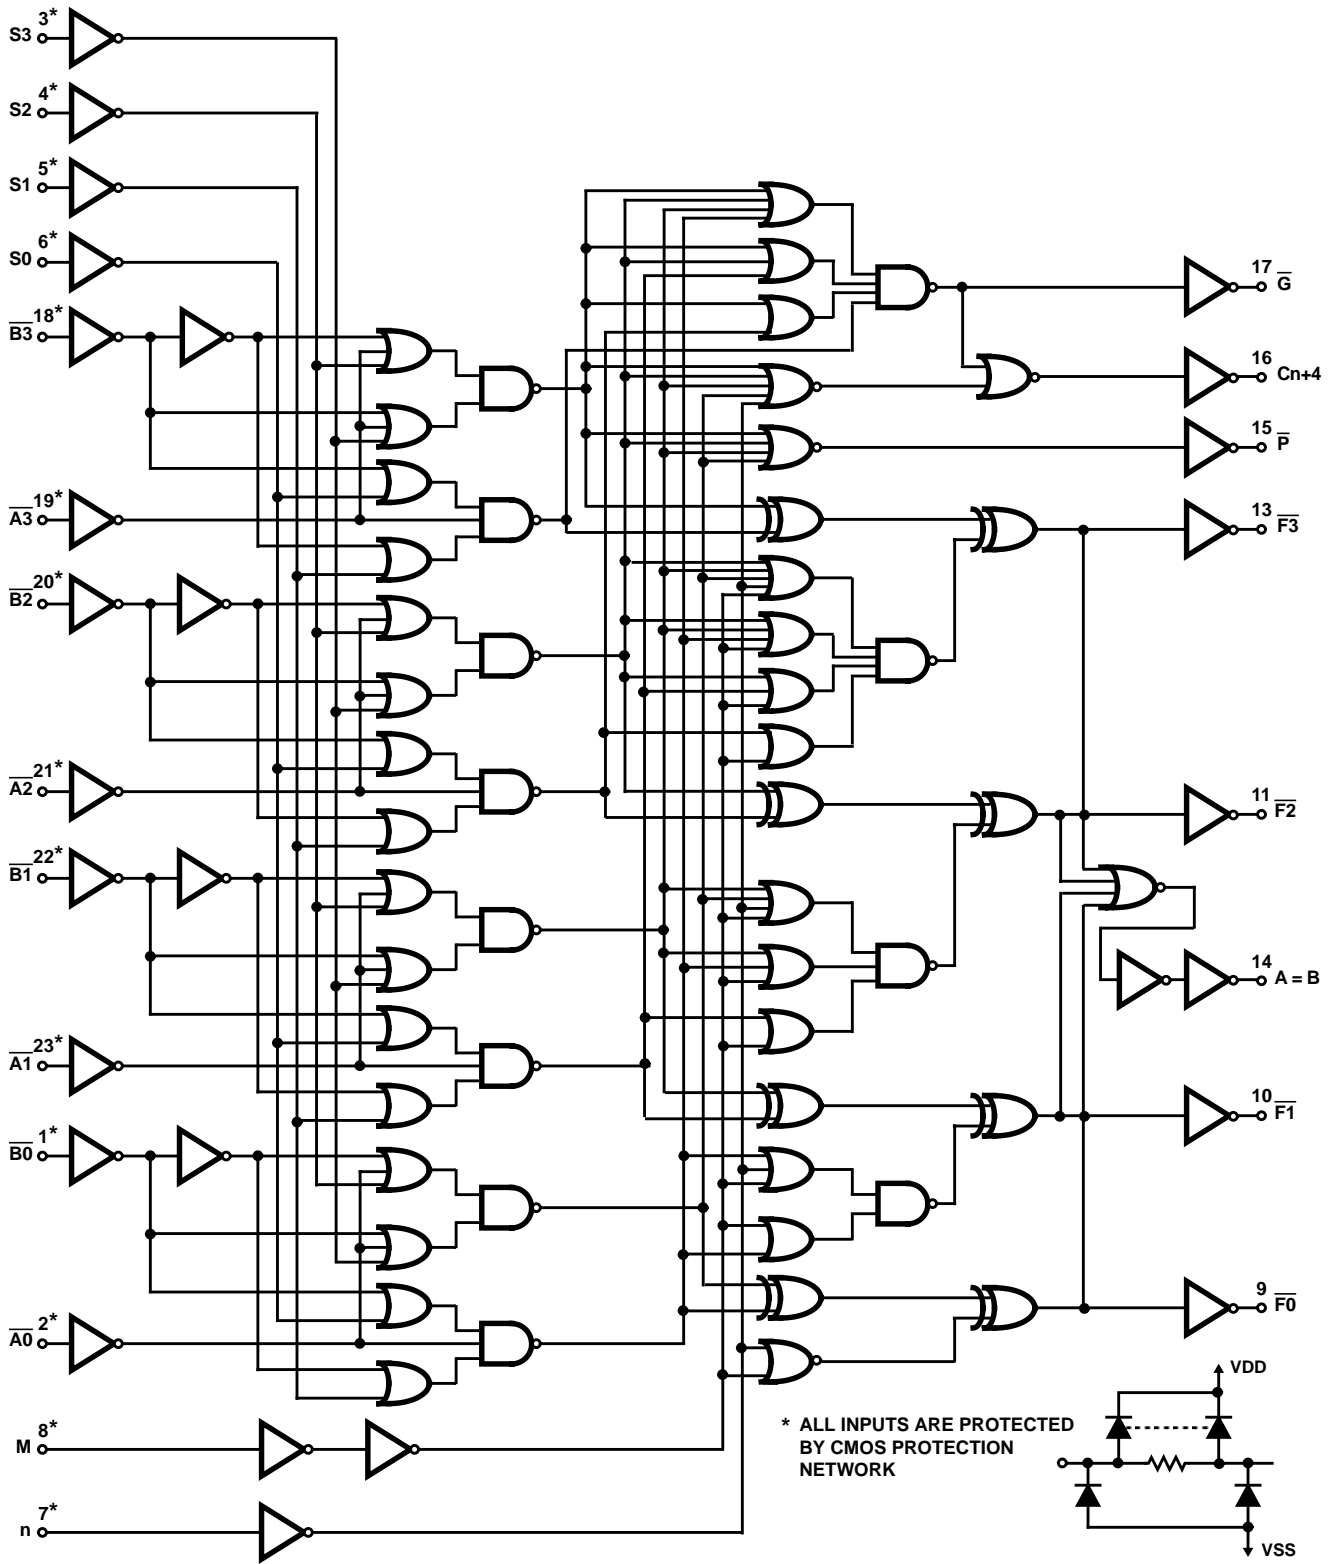 3*
S3
4*
S2
5*
S1
6*
S0
18*
B3
19*
A3
20*
B2
21*
A2
22*
B1
23*
A1
1*
B0
2*
A0
8*
M
7*
n
17
G
16
Cn+4
15
P
13
F3
11
F2
14
A = B
10
F1
9
F0
* ALL INPUTS ARE PROTECTED
BY CMOS PROTECTION
NETWORK
VDD
VSS